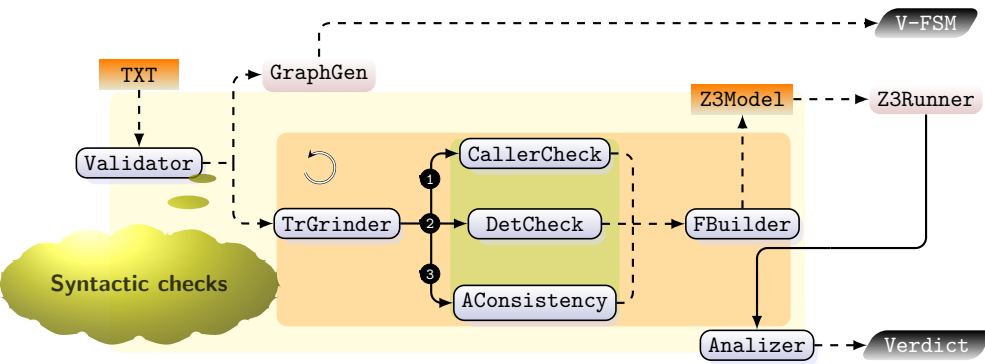 V-FSM
TXT
GraphGen
Z3Model
Z3Runner
Validator
CallerCheck
1
TrGrinder
2
DetCheck
FBuilder
3
Syntactic checks
AConsistency
Analizer
Verdict